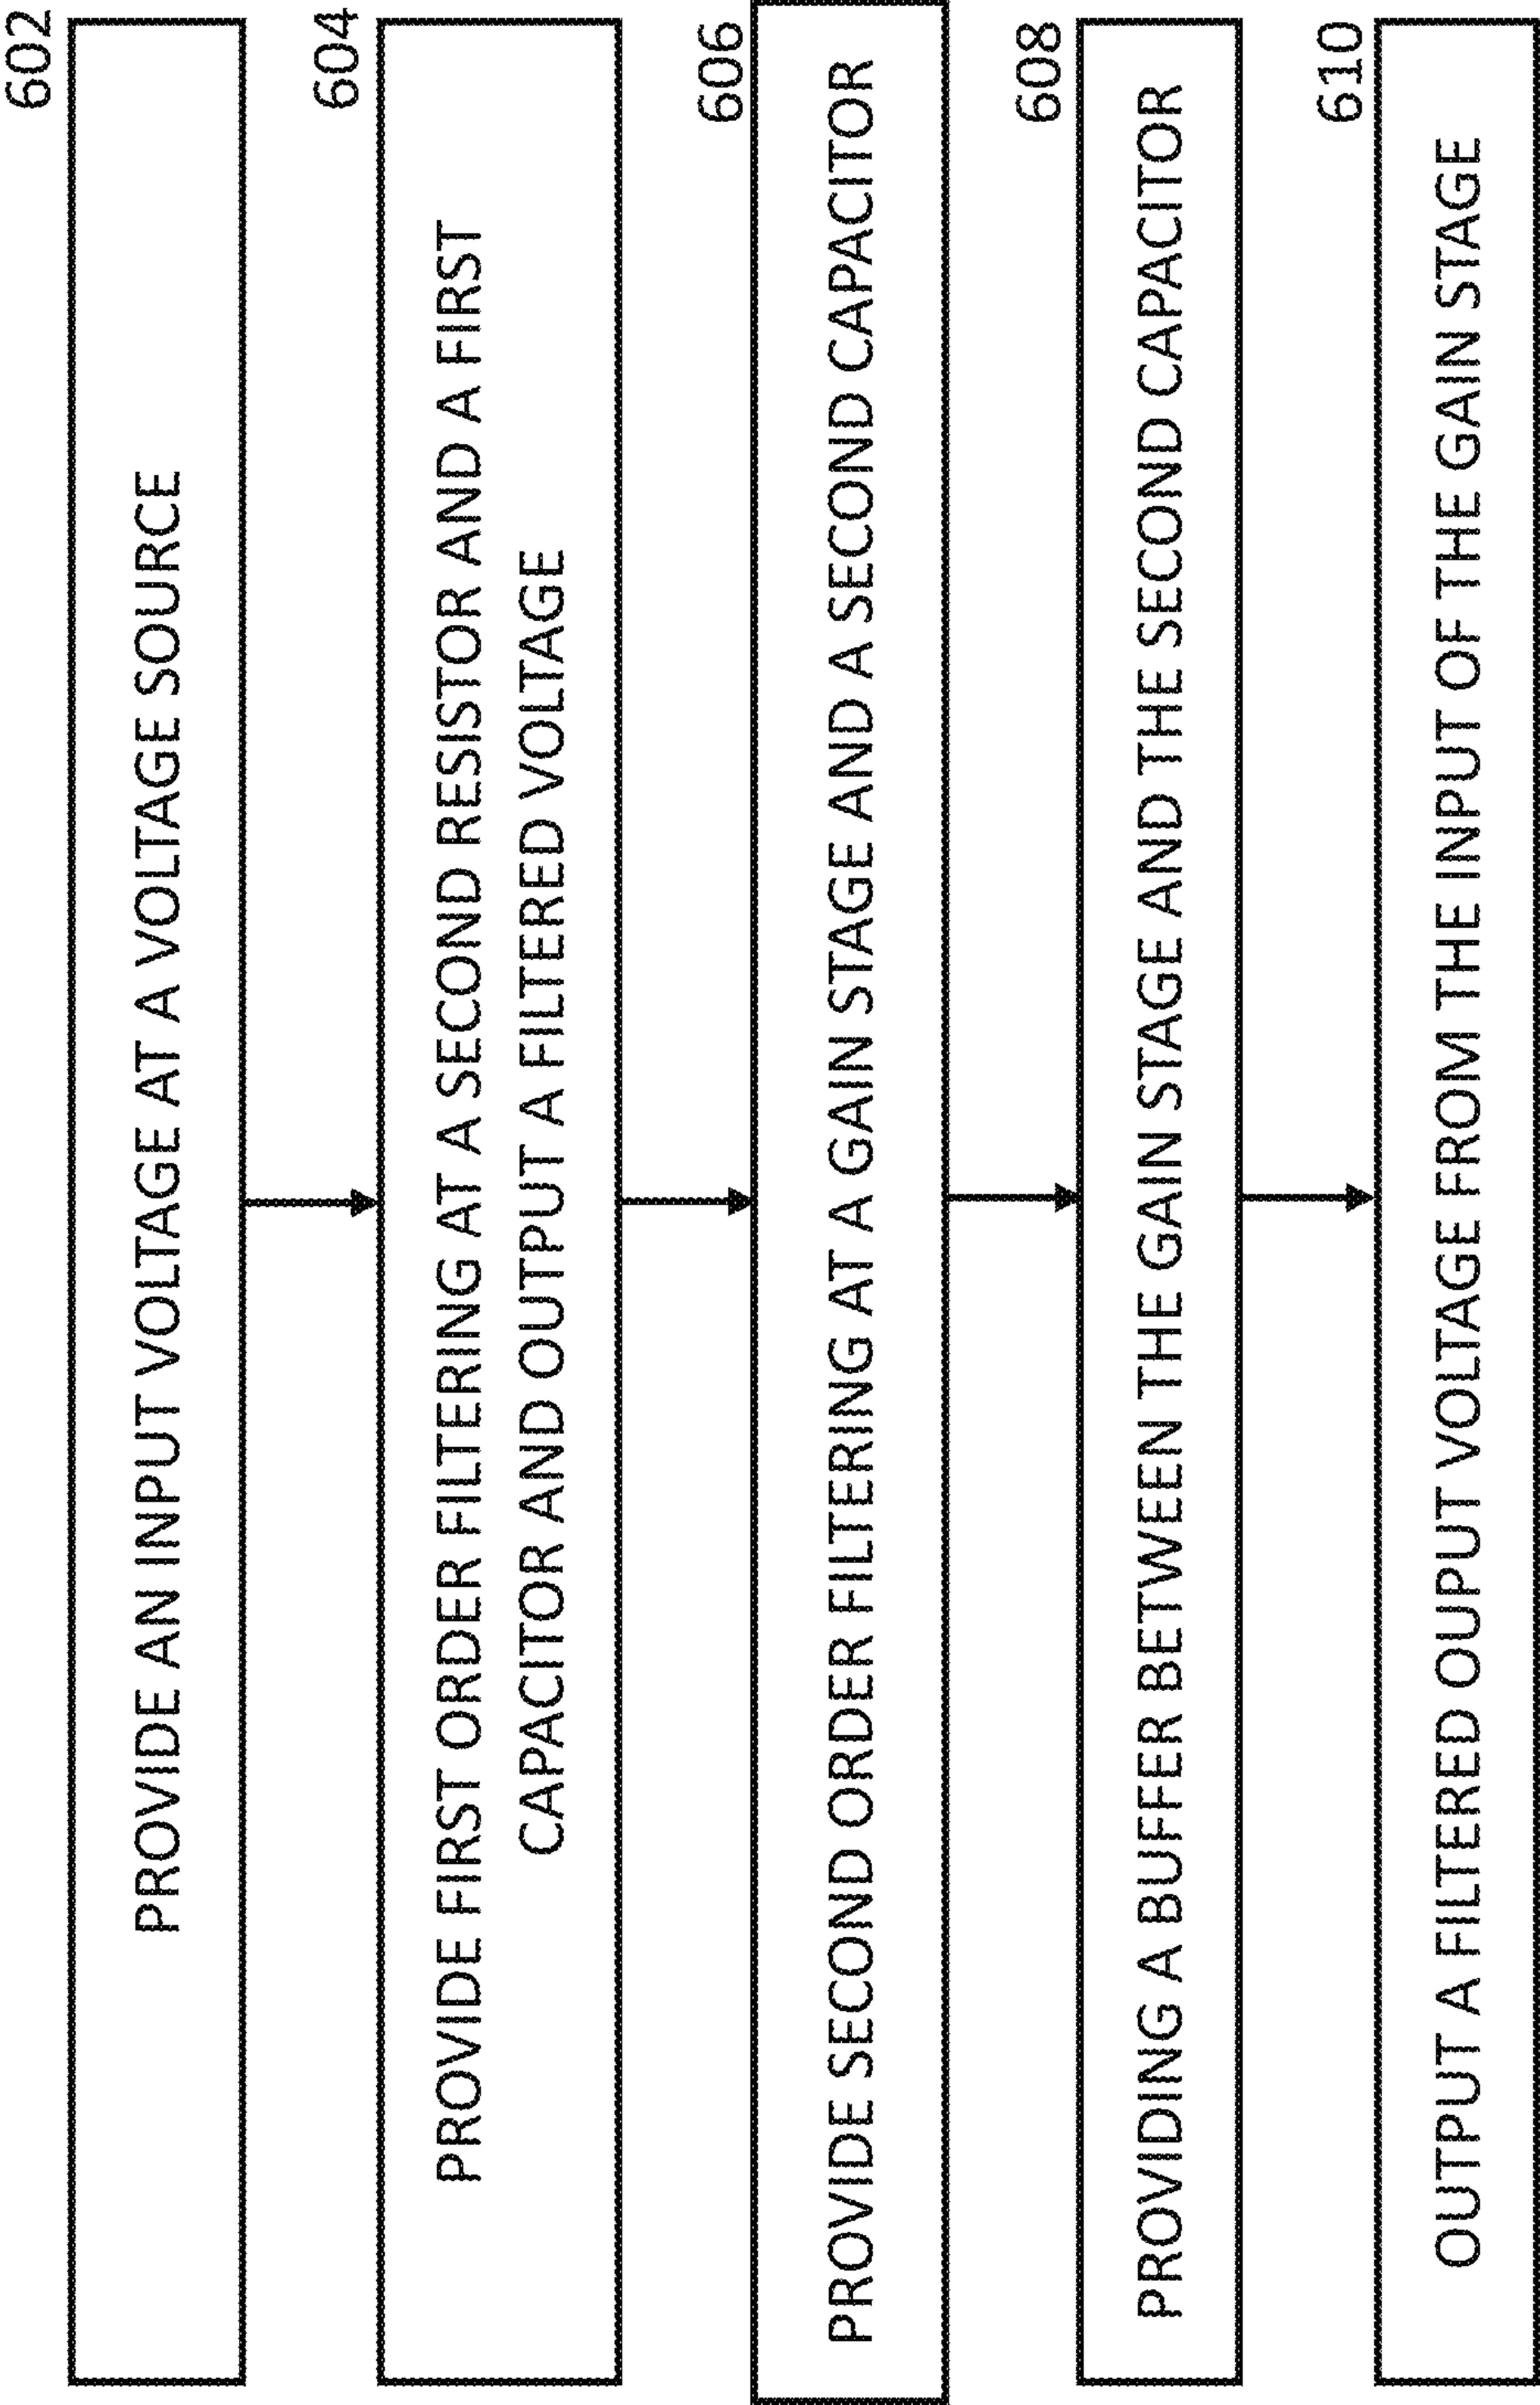 602
PROVIDE AN INPUT VOLTAGE AT A VOLTAGE SOURCE
604
PROVIDE FIRST ORDER FILTERING AT A SECOND RESISTOR AND A FIRST
CAPACITOR AND OUTPUT A FILTERED VOLTAGE
606
PROVIDE SECOND ORDER FILTERING AT A GAIN STAGE AND A SECOND CAPACITOR
608
PROVIDING A BUFFER BETWEEN THE GAIN STAGE AND THE SECOND CAPACITOR
610
OUTPUT A FILTERED OUPUT VOLTAGE FROM THE INPUT OF THE GAIN STAGE